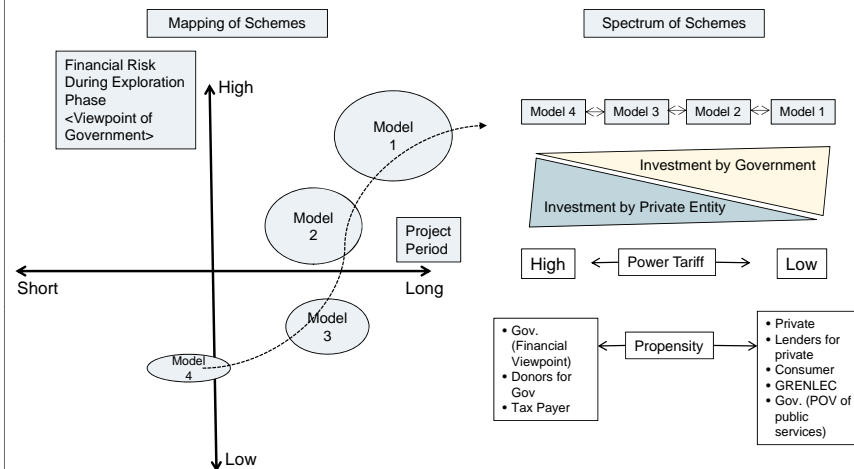 Mapping of Schemes
Spectrum of Schemes
Financial Risk
During Exploration
Phase
<Viewpoint of
Government>
High
Model
1
Model
2
Project
Period
Short
Long
Model
3
Model
4
Low
Model 4
Model 3
Model 2
Model 1
Investment by Government
Investment by Private Entity
High
Power Tariff
Low
• Gov.
(Financial
Viewpoint)
• Donors for
Gov
• Tax Payer
Propensity
• Private
• Lenders for
private
• Consumer
• GRENLEC
• Gov. (POV of
public
services)